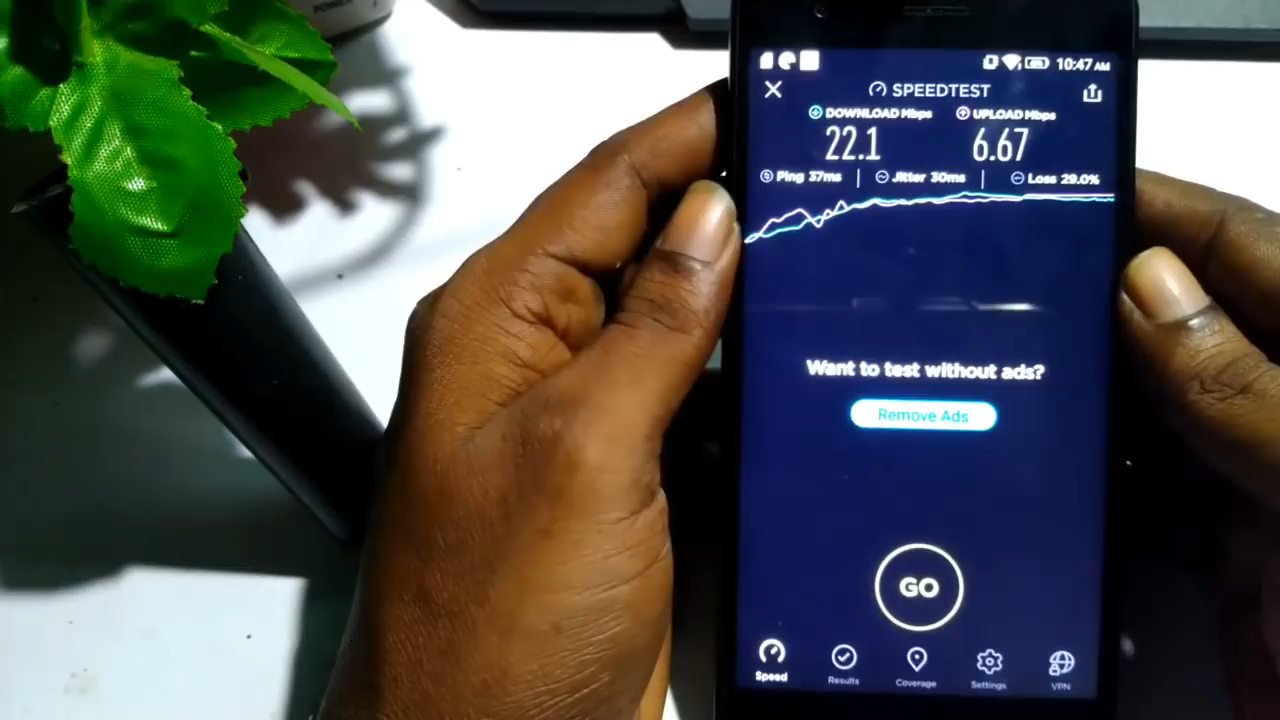 POWER
10:47 AM
SPEEDTEST
DOWNLOAD Mbps UPLOAD Mbps
22.1 6.67
Ping 37ms Jitter 30ms Loss 29.0%
Want to test without ads?
Remove Ads
GO
Speed Results Coverage Settings VPN